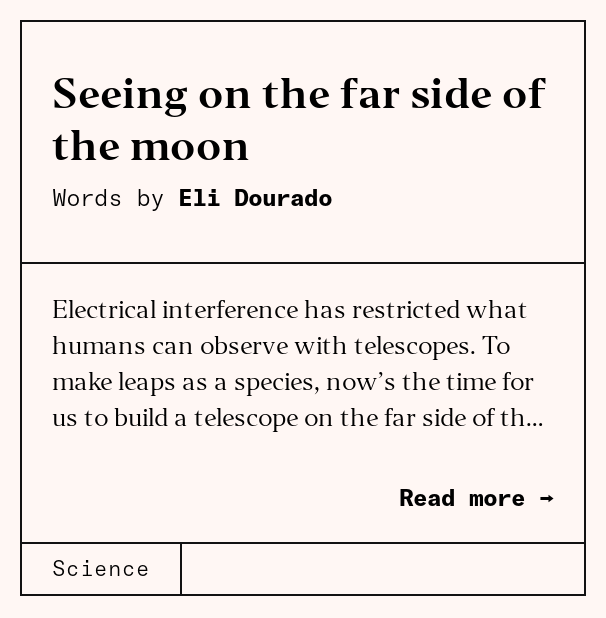 Seeing on the far side of
the moon
Words by Eli Dourado
Electrical interference has restricted what
humans can observe with telescopes. To
make leaps as a species, now’s the time for
us to build a telescope on the far side of th...
Read more →
Science